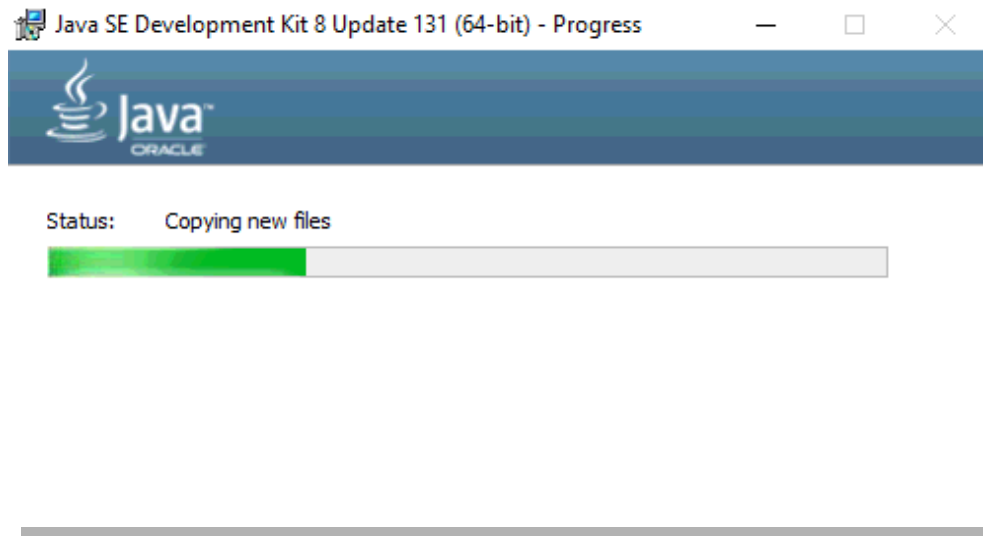 Java SE Development Kit 8 Update 131 (64-bit) - Progress
Java™
ORACLE
Status: Copying new files